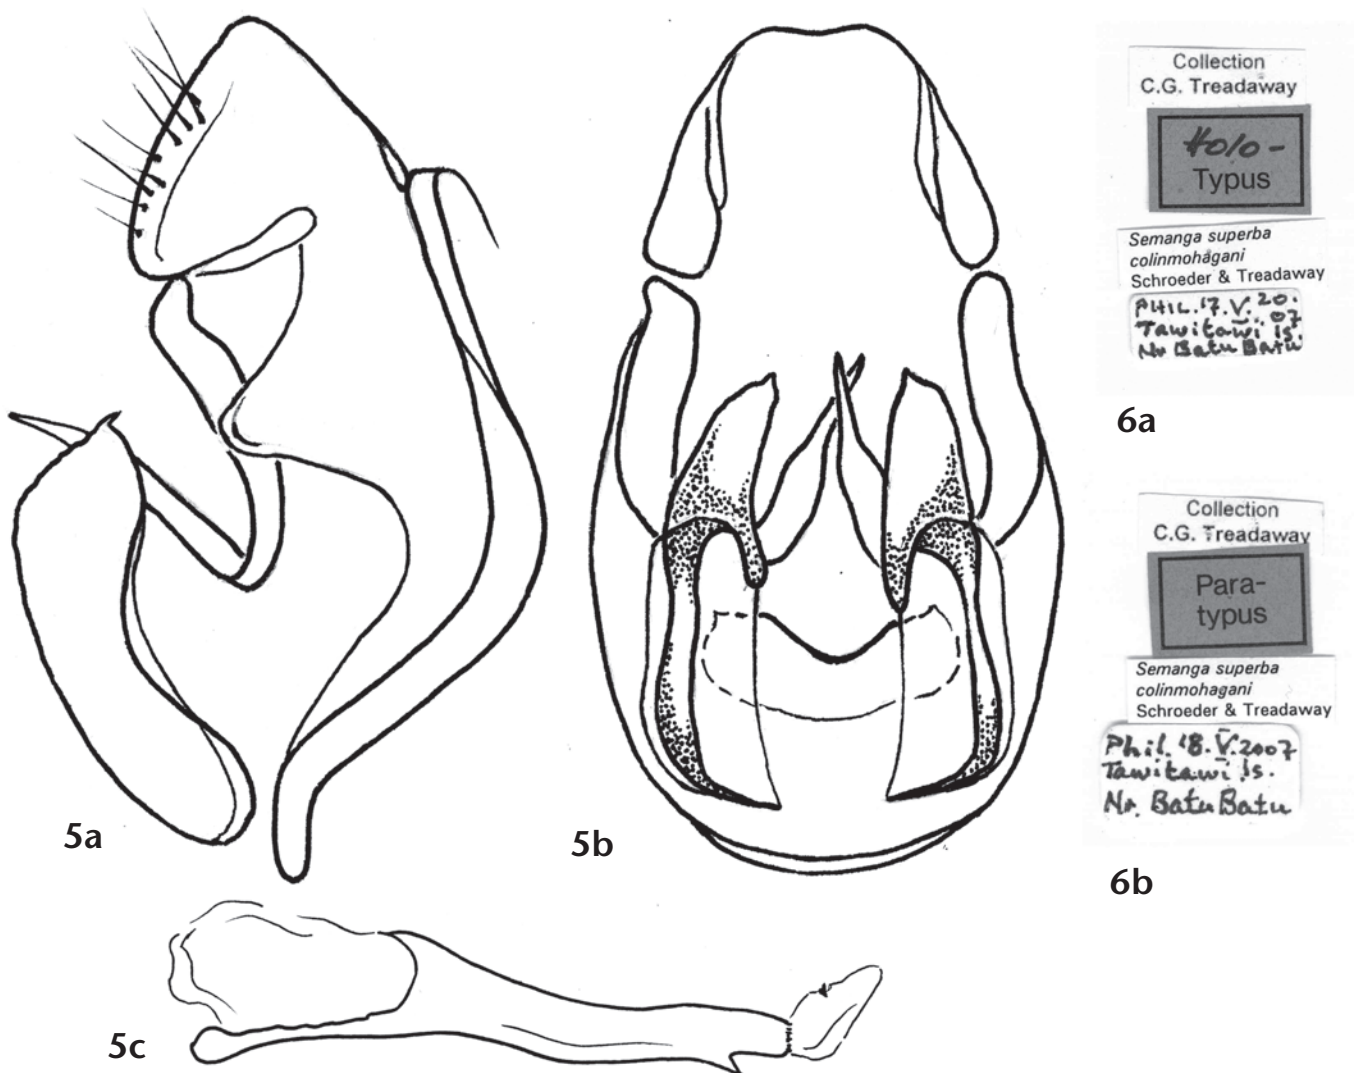 Collection
C.G. Treadaway
Holo-
Typus
Semanga superba
colinmohagani
Schroeder & Treadaway
PHIL. 17. V. 20.
07
Tawitawi Is.
Nr. Batu Batu
6a
Collection
C.G. Treadaway
Para-
typus
Semanga superba
colinmohagani
Schroeder & Treadaway
Phil. 18. V. 2007
Tawitawi Is.
Nr. Batu Batu
6b
5a
5b
5c